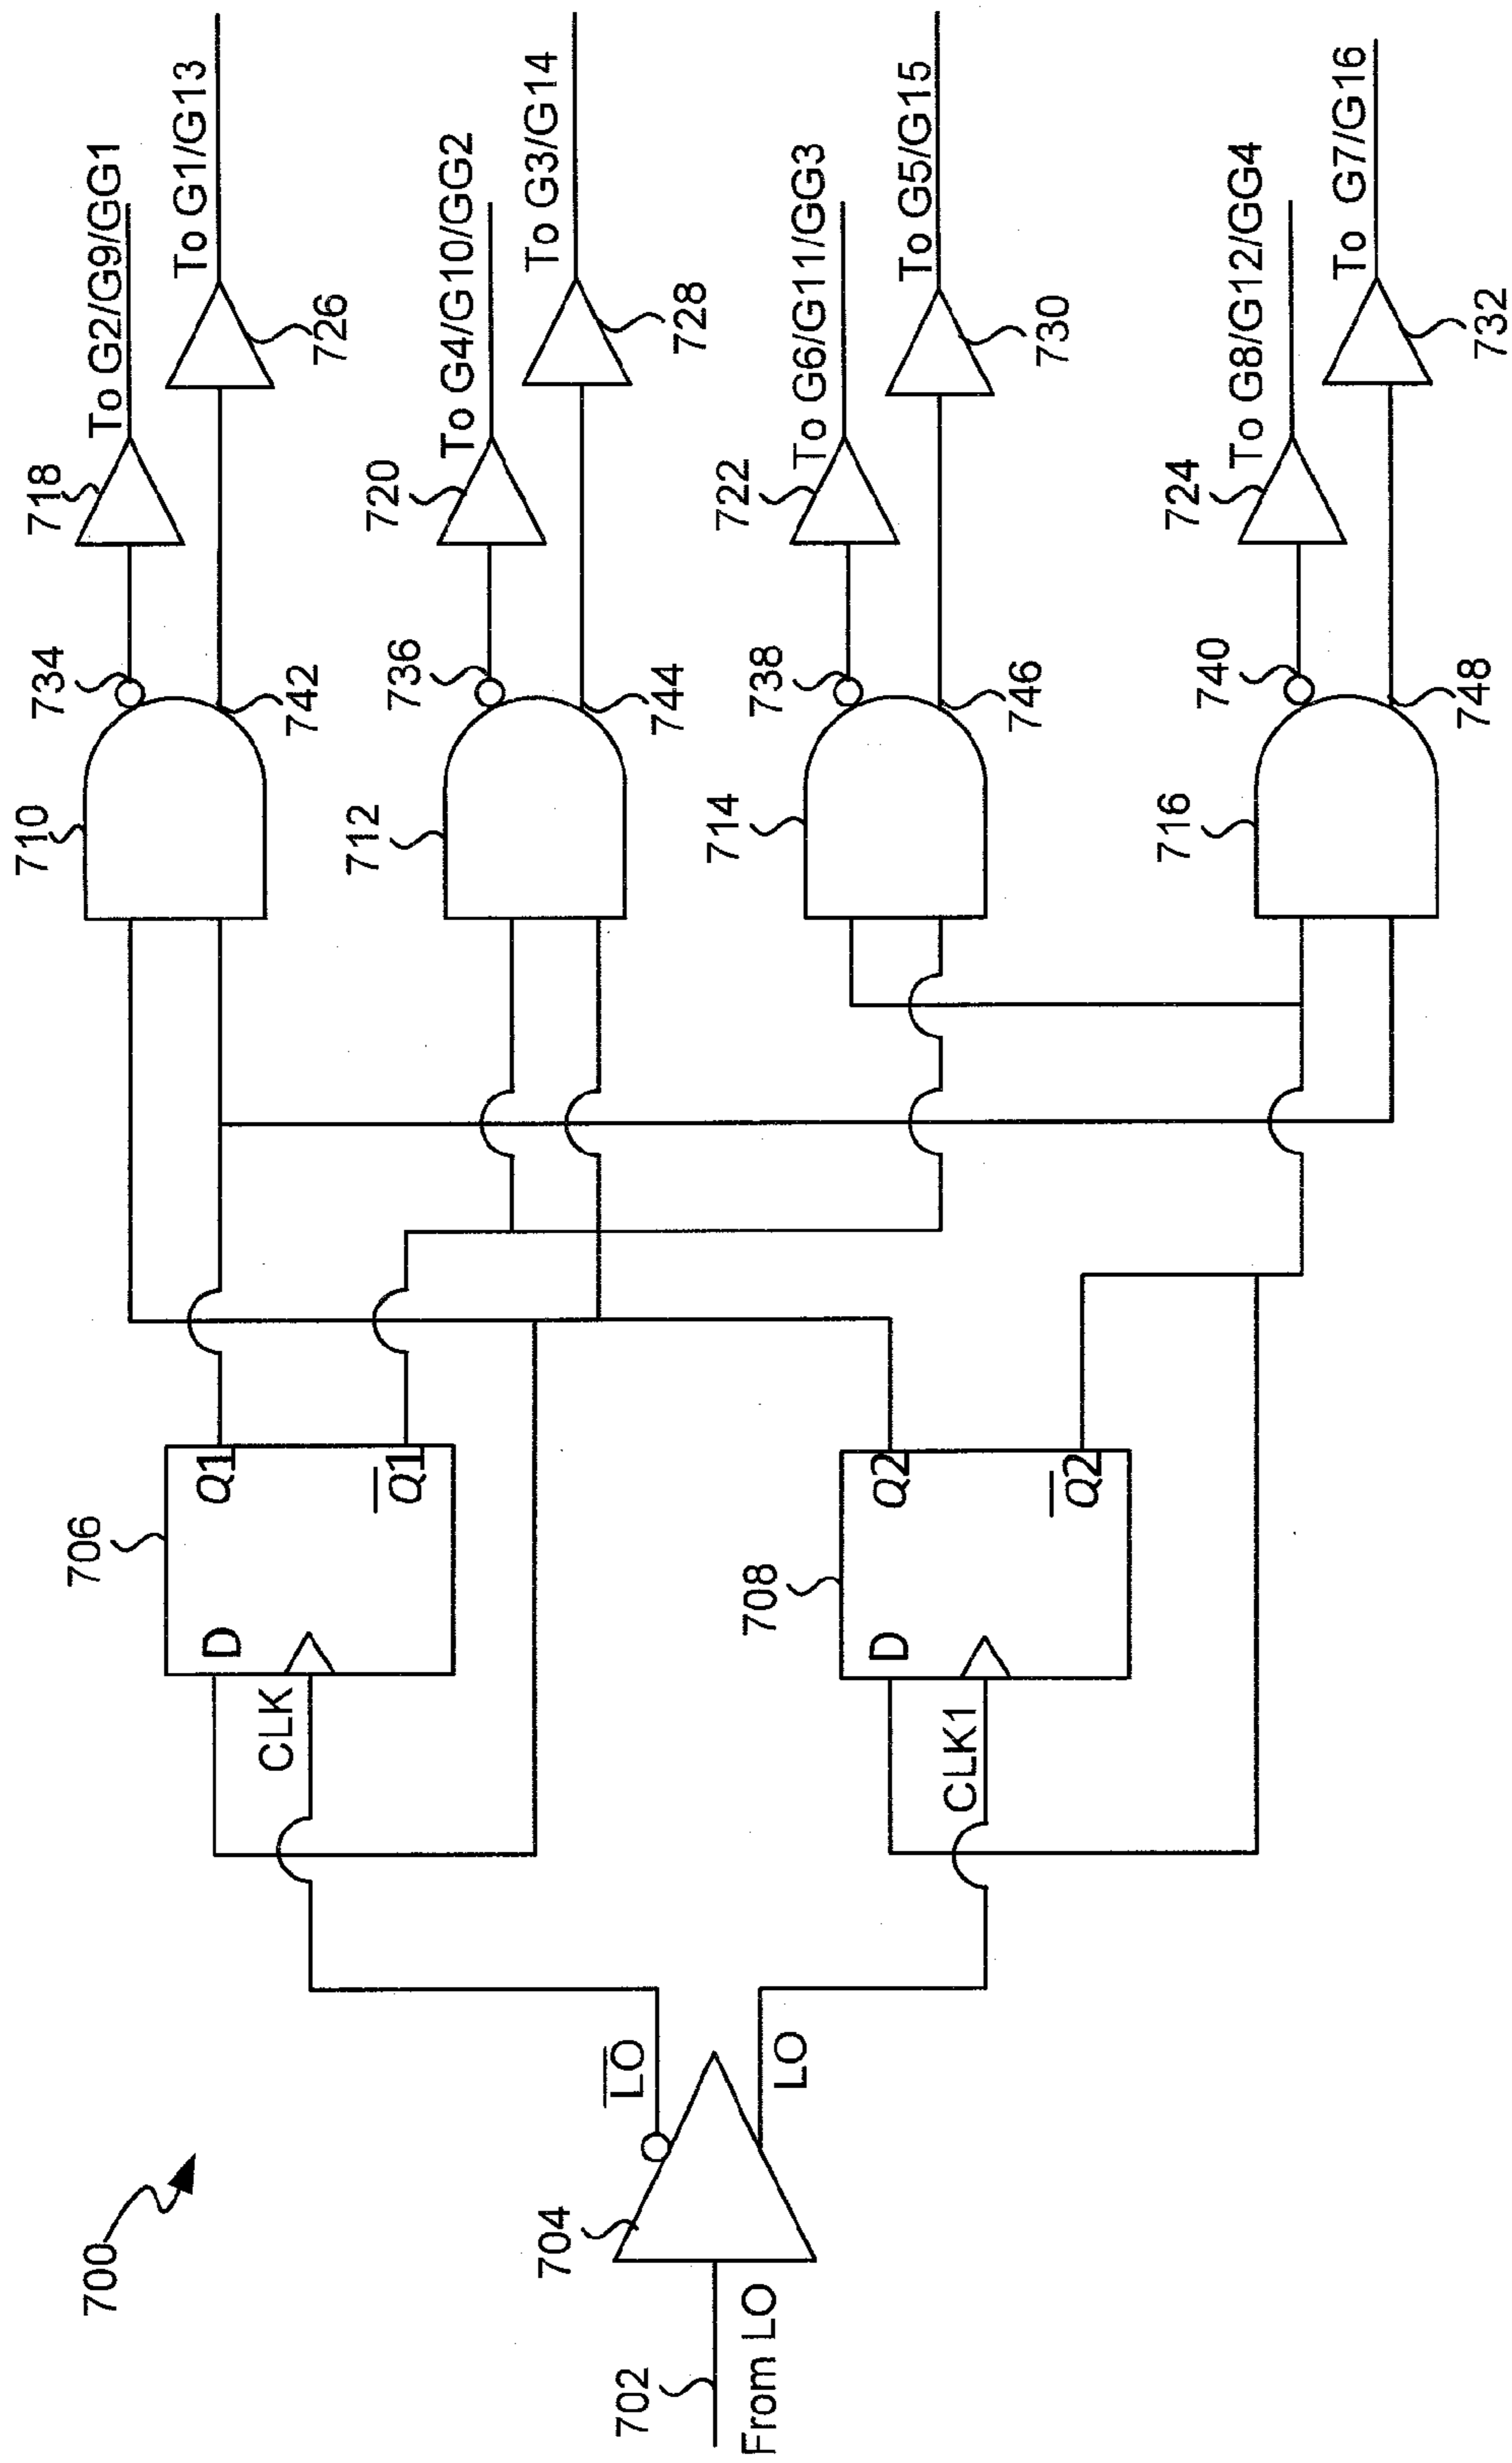 700
702
From LO
704
L̅O̅
LO
CLK
D
706
Q1
Q̅1̅
CLK1
D
708
Q2
Q̅2̅
710
734
742
718
To G2/G9/GG1
726
To G1/G13
712
736
744
720
To G4/G10/GG2
728
To G3/G14
714
738
746
722
To G6/G11/GG3
730
To G5/G15
716
740
748
724
To G8/G12/GG4
732
To G7/G16